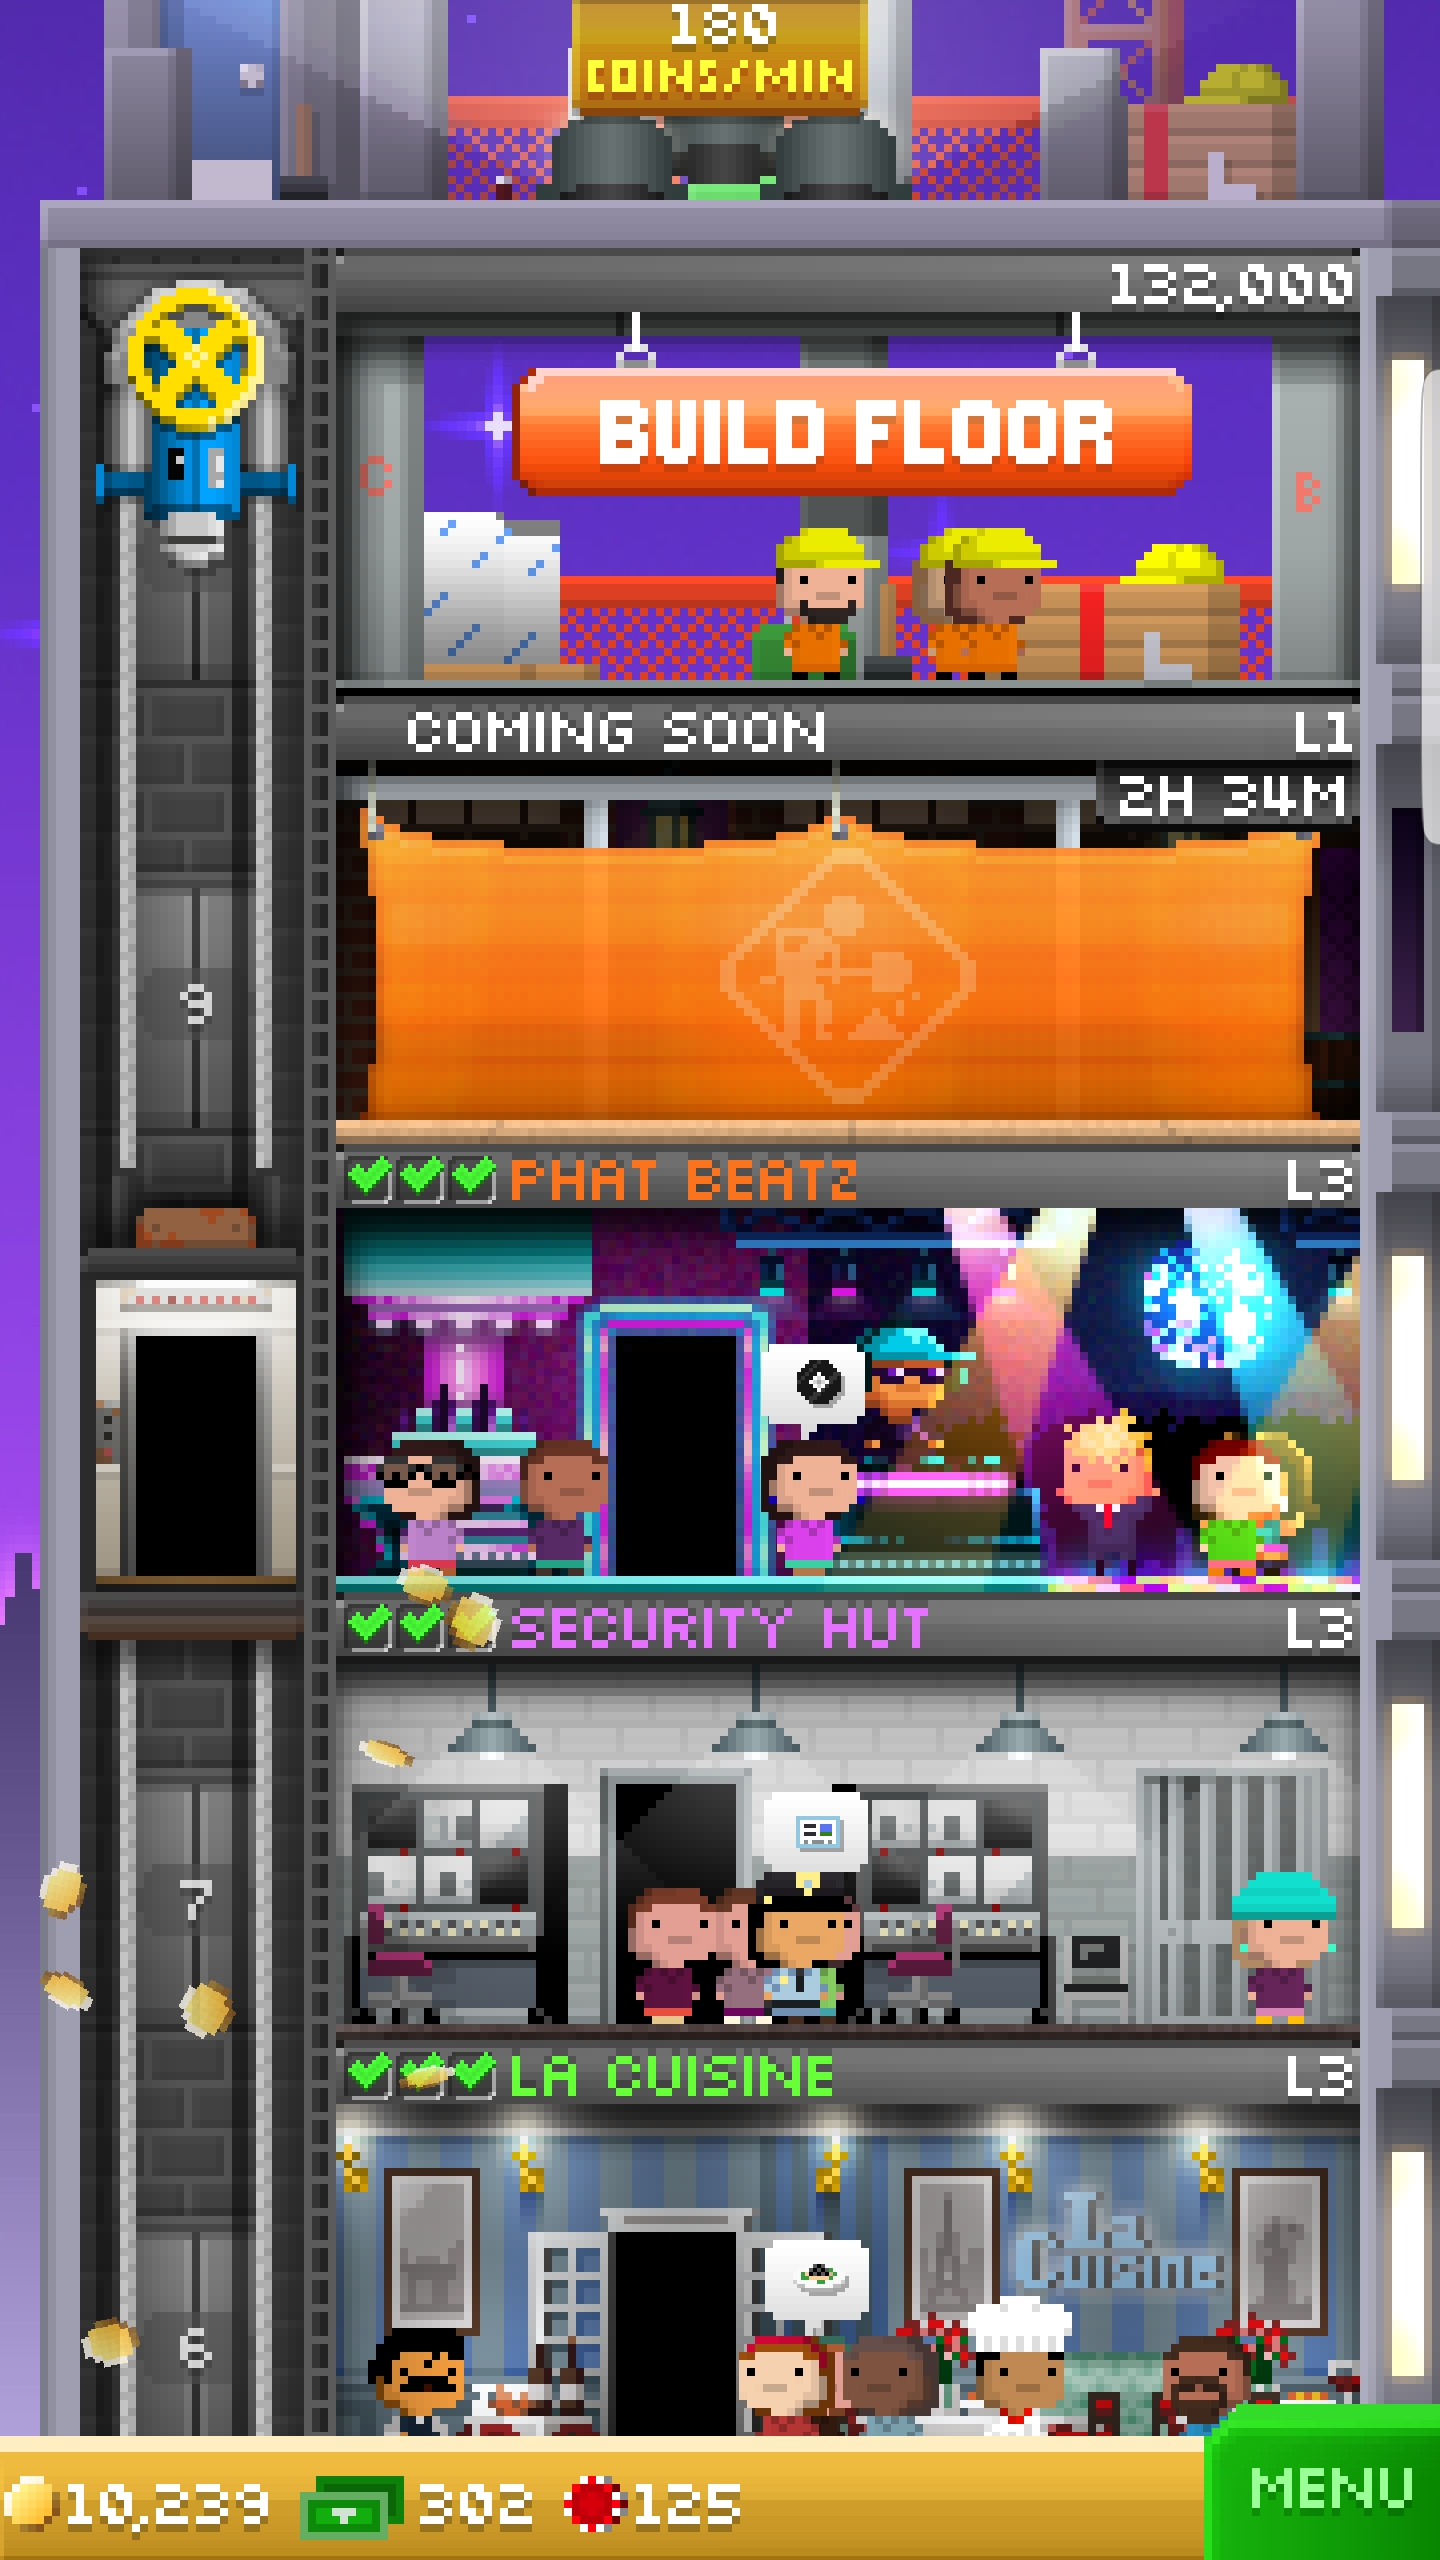 180
COINS/MIN
132,000
BUILD FLOOR
C
B
COMING SOON
L1
2H 34M
9
PHAT BEATZ
L3
SECURITY HUT
L3
7
LA CUISINE
L3
La
Cuisine
6
10,239
302
125
MENU